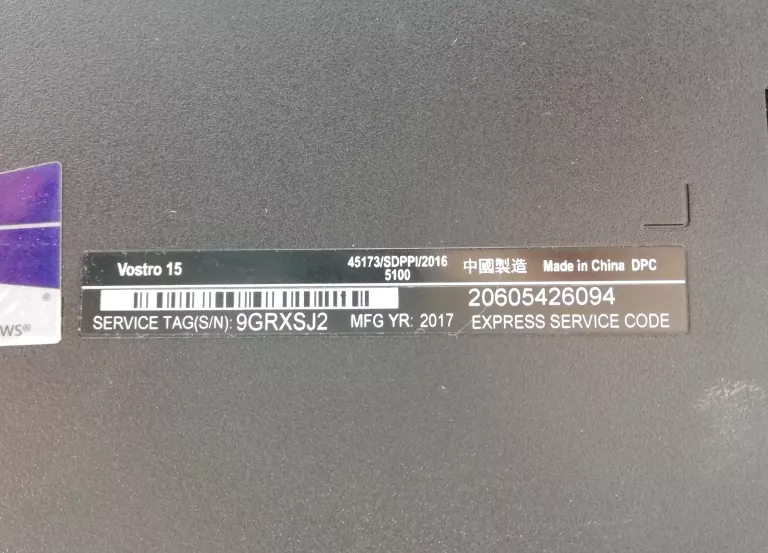 Vostro 15
45173/SDPPI/2016
5100
中國製造 Made in China DPC
20605426094
SERVICE TAG(S/N): 9GRXSJ2 MFG YR: 2017 EXPRESS SERVICE CODE
®
WS®